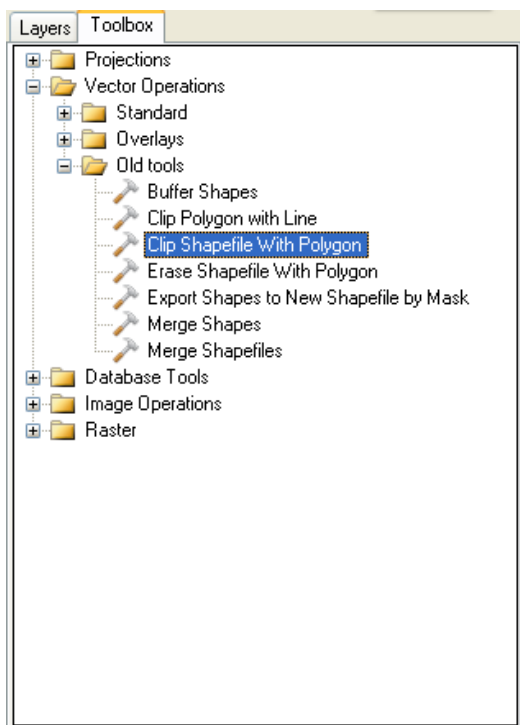 Layers Toolbox
Projections
Vector Operations
Standard
Overlays
Old tools
Buffer Shapes
Clip Polygon with Line
Clip Shapefile With Polygon
Erase Shapefile With Polygon
Export Shapes to New Shapefile by Mask
Merge Shapes
Merge Shapefiles
Database Tools
Image Operations
Raster